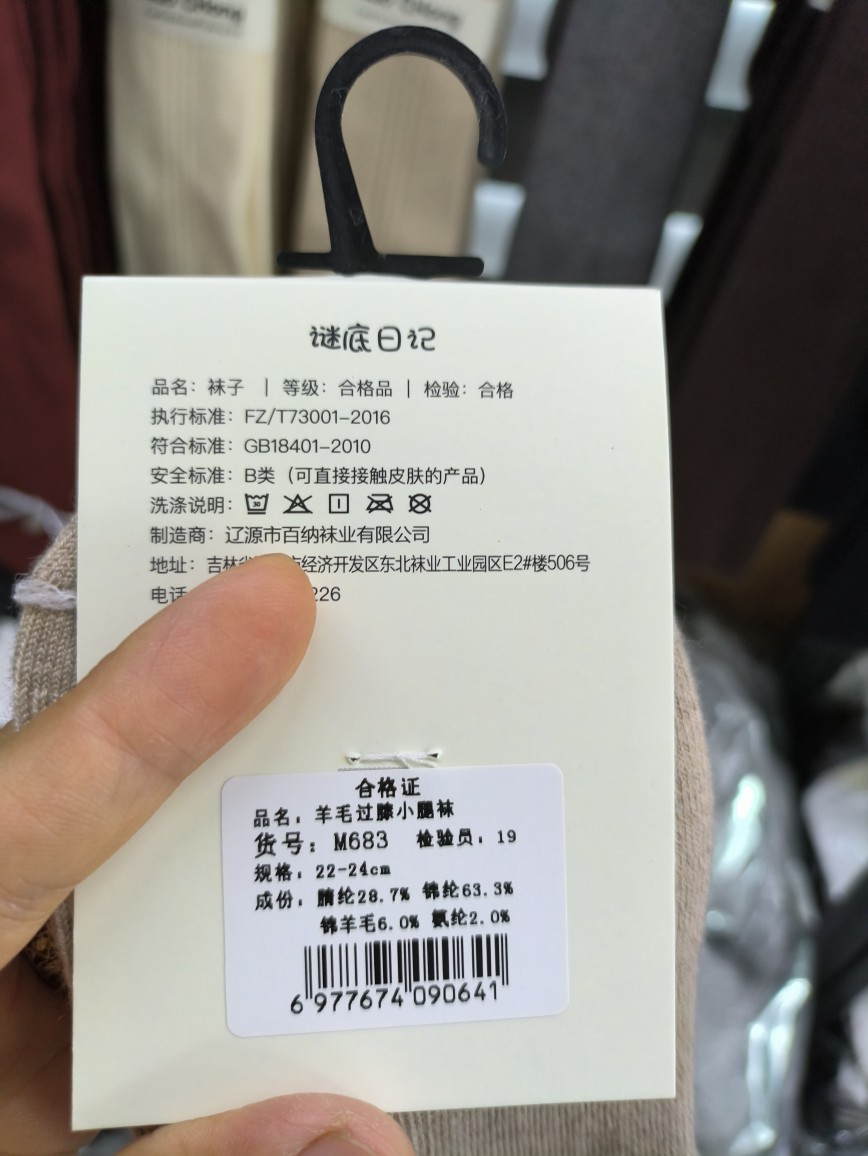 谜底日记
品名：袜子 | 等级：合格品 | 检验：合格
执行标准：FZ/T73001-2016
符合标准：GB18401-2010
安全标准：B类（可直接接触皮肤的产品）
洗涤说明：
制造商：辽源市百纳袜业有限公司
地址：吉林省 经济开发区东北袜业工业园区E2#楼506号
电话 226
合格证
品名：羊毛过膝小腿袜
货号：M683 检验员：19
规格：22-24cm
成份：腈纶28.7% 锦纶63.3%
锦羊毛6.0% 氨纶2.0%
6 977674 090641